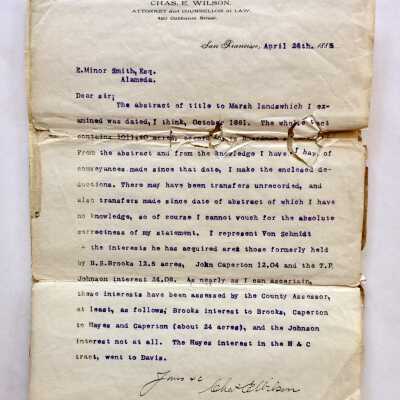 CHAS. E. WILSON,
ATTORNEY and COUNSELLOR at LAW,
California Street.
San Francisco, April 24th. 188
E.Minor Smith, Esq.
Alameda.
Dear sir;
The abstract of title to Marsh landswhich I ex-
amined was dated, I think, October 1881. The whole tract
contains
From the abstract and from the knowledge I have I have of
conveyances made since that date, I make the enclosed de-
ductions. There may have been transfers unrecorded, and
also transfers made since date of abstract of which I have
no knowledge, so of course I cannot vouch for the absolute
correctness of my statement. I represent Von Schmidt
- the interests he has acquired are: those formerly held
by B.S.Brooks 12.5 acres, John Caperton 12.04 and the T.P.
Johnson interest 24.08. As nearly as I can ascertain,
these interests have been assessed by the County Assessor,
at least, as follows; Brooks interest to Brooks, Caperton
to Hayes and Caperton (about 24 acres), and the Johnson
interest not at all. The Hayes interest in the H & C
tract, went to Davis.
Yours &c
Chas E Wilson